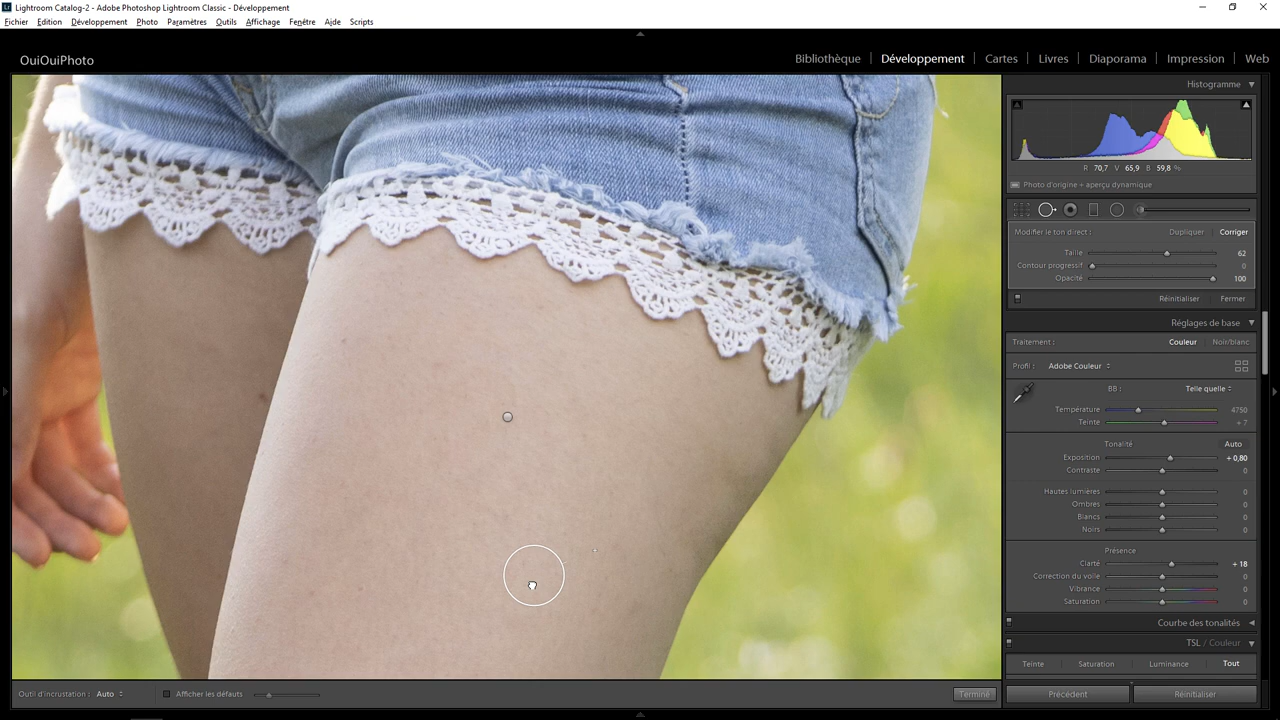 Lightroom Catalog-2 - Adobe Photoshop Lightroom Classic - Développement
Fichier Edition Développement Photo Paramètres Outils Affichage Fenêtre Aide Scripts
OuiOuiPhoto
Bibliothèque | Développement | Cartes | Livres | Diaporama | Impression | Web
Histogramme
R 70,7 V 65,9 B 59,8 %
Photo d'origine + aperçu dynamique
Modifier le ton direct : Dupliquer Corriger
Taille 62
Contour progressif 0
Opacité 100
Réinitialiser Fermer
Réglages de base
Traitement : Couleur Noir/blanc
Profil : Adobe Couleur
BB : Telle quelle
Température 4750
Teinte + 7
Tonalité Auto
Exposition + 0,80
Contraste 0
Hautes lumières 0
Ombres 0
Blancs 0
Noirs 0
Présence
Clarté + 18
Correction du voile 0
Vibrance 0
Saturation 0
Courbe des tonalités
TSL / Couleur
Teinte Saturation Luminance Tout
Outil d'incrustation : Auto Afficher les défauts Terminé
Précédent Réinitialiser